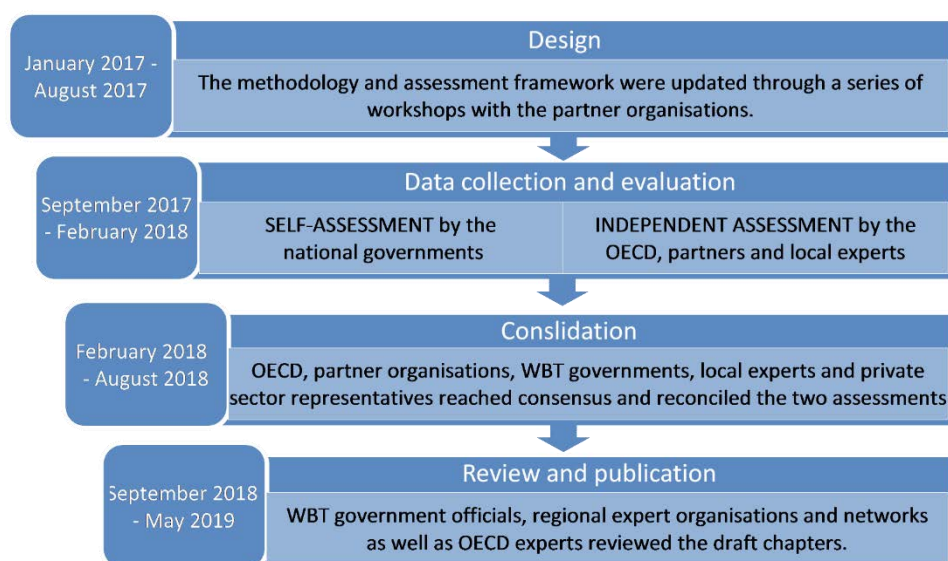 January 2017 -
August 2017
Design
The methodology and assessment framework were updated through a series of
workshops with the partner organisations.
September 2017
- February 2018
Data collection and evaluation
SELF-ASSESSMENT by the
national governments
INDEPENDENT ASSESSMENT by the
OECD, partners and local experts
February 2018
- August 2018
Conslidation
OECD, partner organisations, WBT governments, local experts and private
sector representatives reached consensus and reconciled the two assessments
September 2018
- May 2019
Review and publication
WBT government officials, regional expert organisations and networks
as well as OECD experts reviewed the draft chapters.